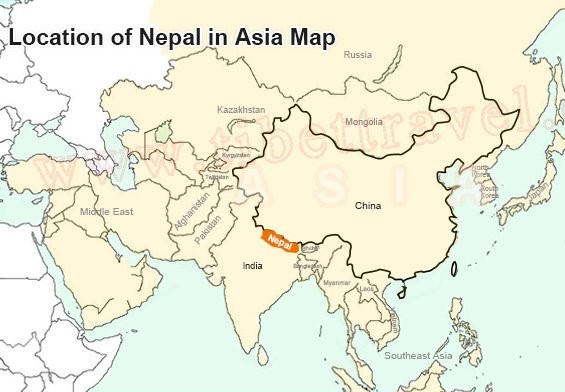 Location of Nepal in Asia Map
Russia
Kazakhstan
Mongolia
www.tibettravel.
Kyrgyzstan
Tajikistan
ASIA
North
Korea
South
Korea
Japan
Middle East
Afghanistan
Pakistan
China
Nepal
Bhutan
India
Bangladesh
Myanmar
Laos
Vietnam
Southeast Asia